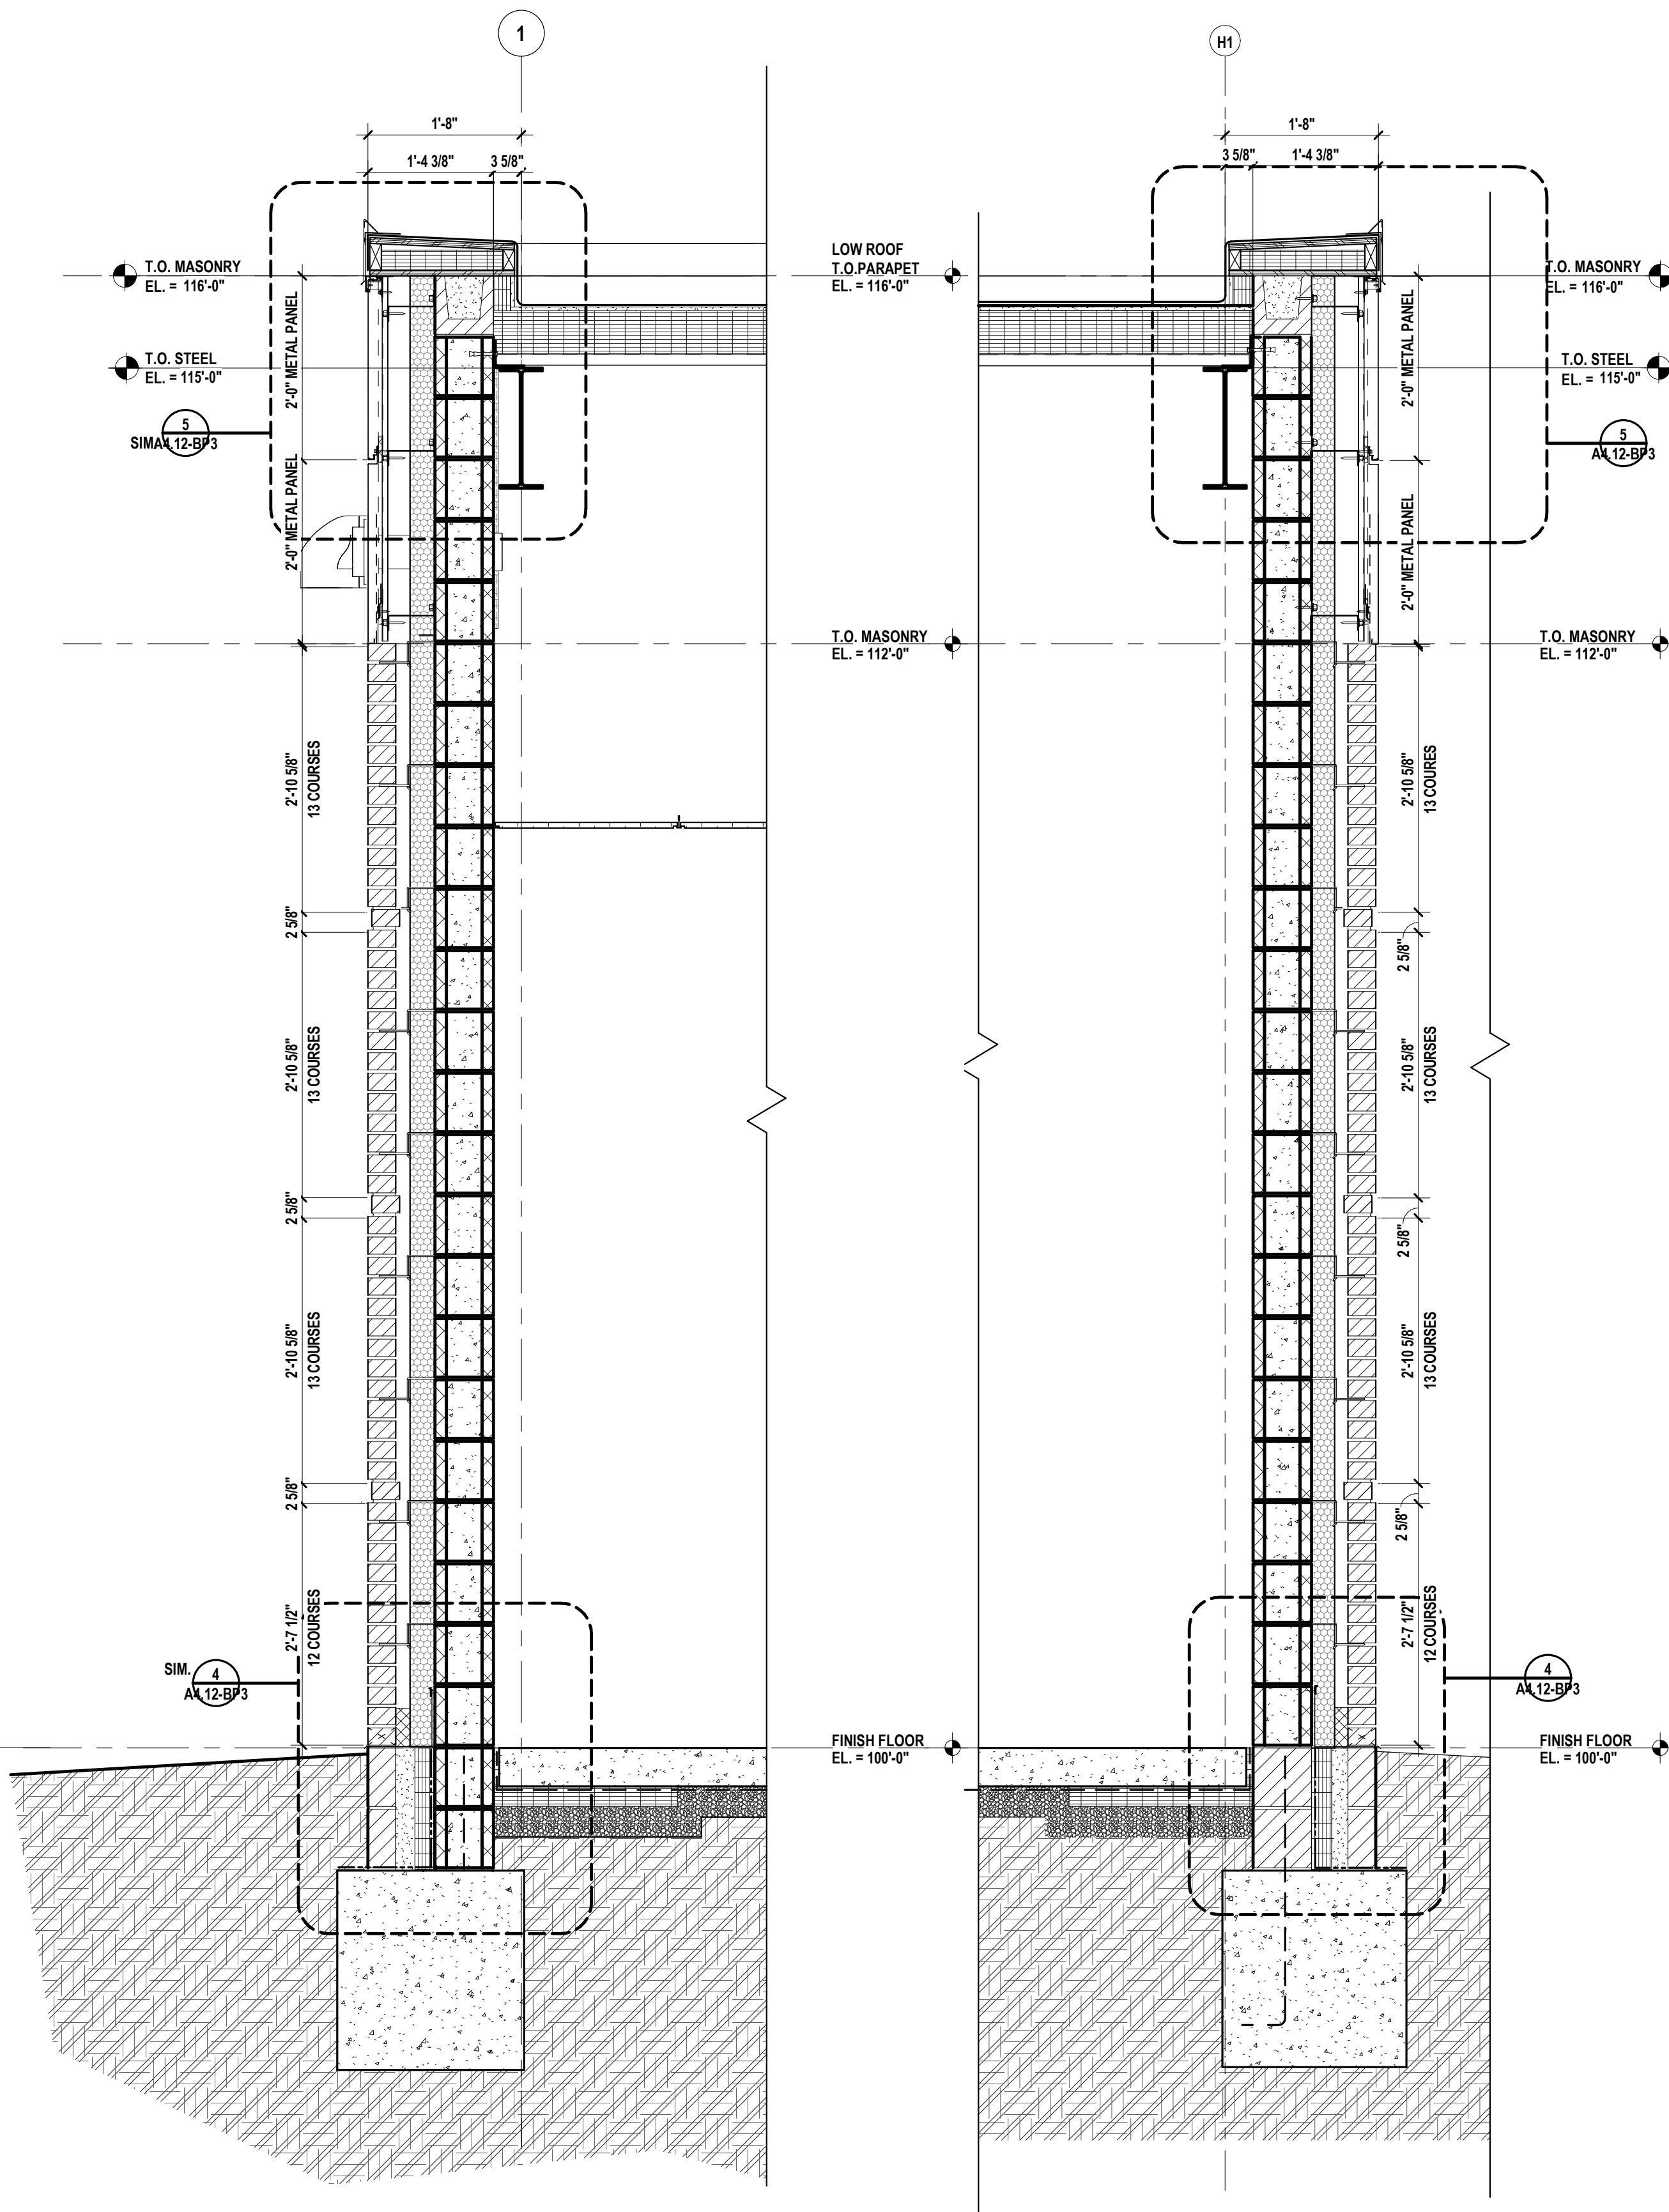 1
H1
1'-8"
1'-8"
1'-4 3/8"
3 5/8"
3 5/8"
1'-4 3/8"
T.O. MASONRY
EL. = 116'-0"
LOW ROOF
T.O.PARAPET
EL. = 116'-0"
T.O. MASONRY
EL. = 116'-0"
2'-0" METAL PANEL
2'-0" METAL PANEL
T.O. STEEL
EL. = 115'-0"
T.O. STEEL
EL. = 115'-0"
5
SIM
A4.12-BP3
5
A4.12-BP3
2'-0" METAL PANEL
2'-0" METAL PANEL
T.O. MASONRY
EL. = 112'-0"
T.O. MASONRY
EL. = 112'-0"
2'-10 5/8"
13 COURSES
2'-10 5/8"
13 COURES
2 5/8"
2 5/8"
2'-10 5/8"
13 COURSES
2'-10 5/8"
13 COURSES
2 5/8"
2 5/8"
2'-10 5/8"
13 COURSES
2'-10 5/8"
13 COURSES
2 5/8"
2 5/8"
2'-7 1/2"
12 COURSES
2'-7 1/2"
12 COURSES
SIM.
4
A4.12-BP3
4
A4.12-BP3
FINISH FLOOR
EL. = 100'-0"
FINISH FLOOR
EL. = 100'-0"